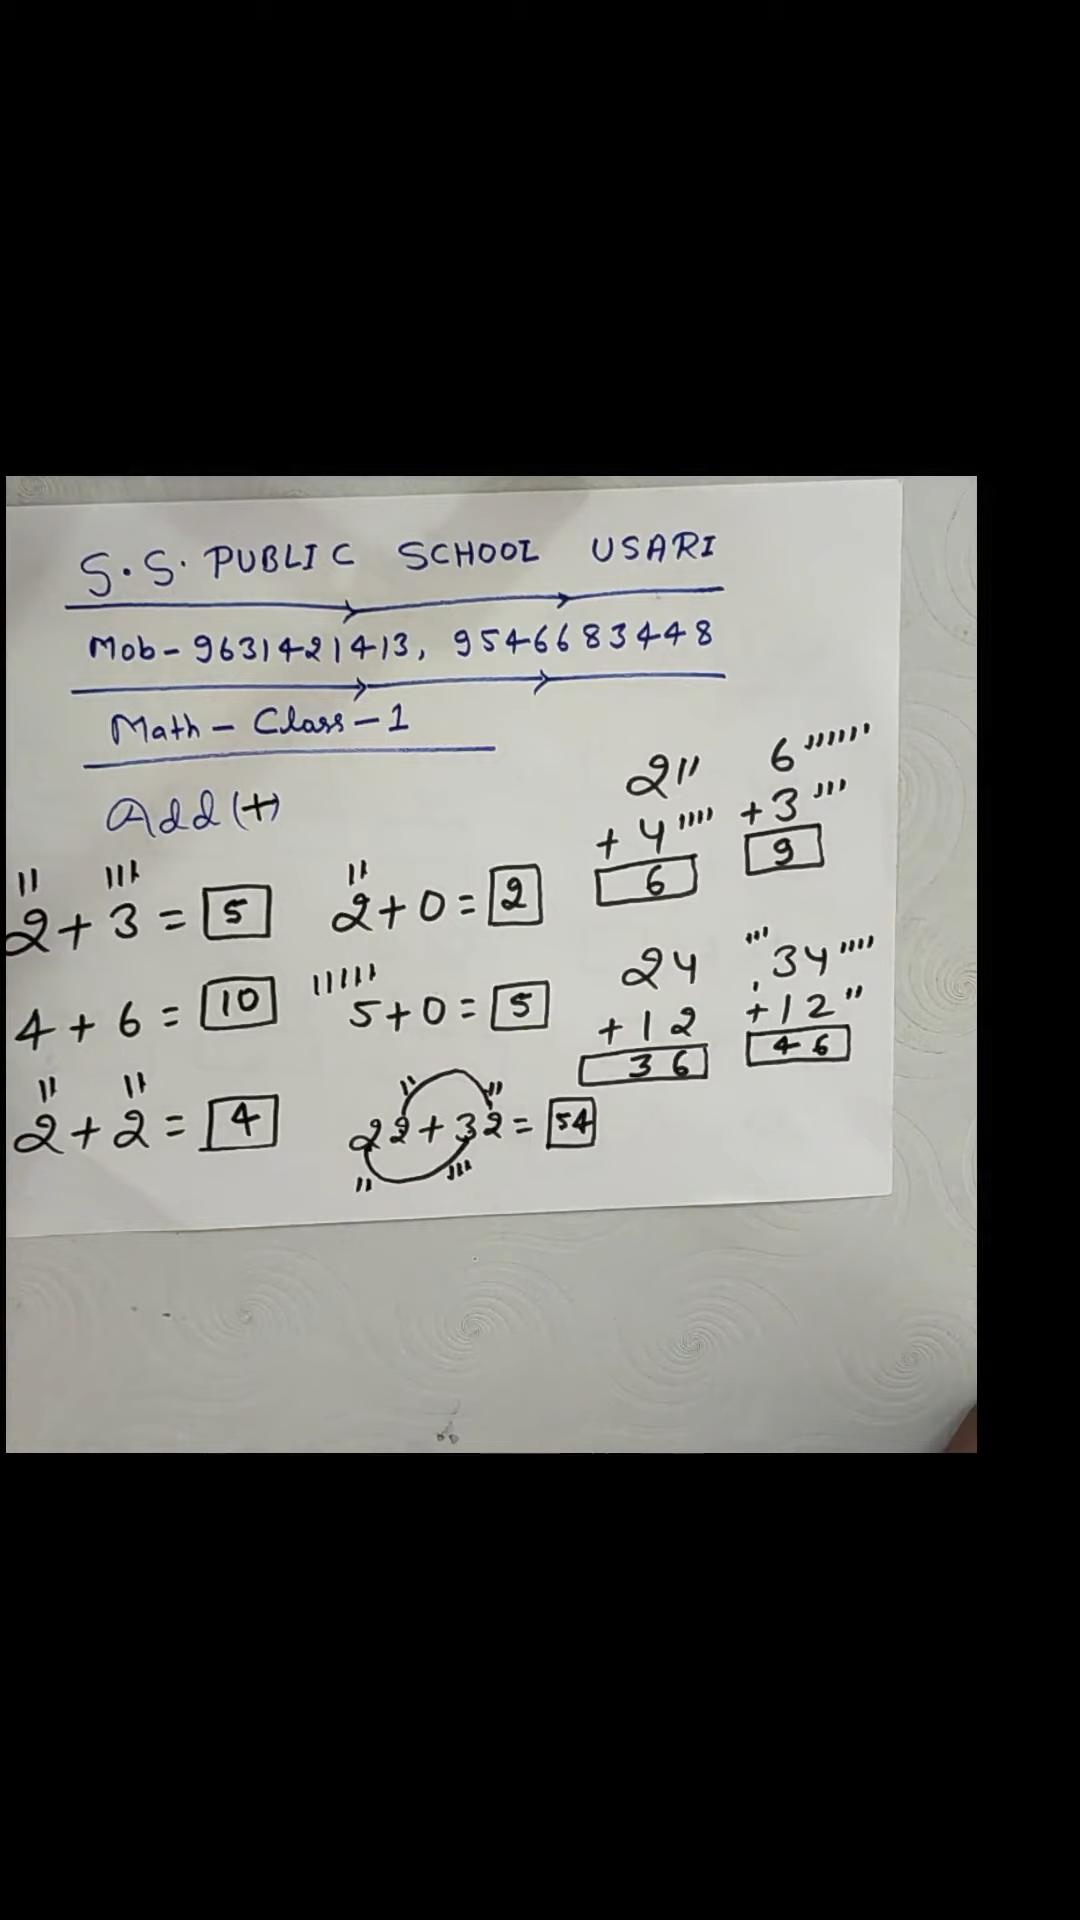 S.S. PUBLIC SCHOOL USARI
Mob - 9631421413, 9546683448
Math - Class - 1
Add (+)
2 + 3 = 5
2 + 0 = 2
4 + 6 = 10
5 + 0 = 5
2 + 2 = 4
22 + 32 = 54
2
+ 4
6
6
+ 3
9
24
+ 12
36
34
+ 12
46